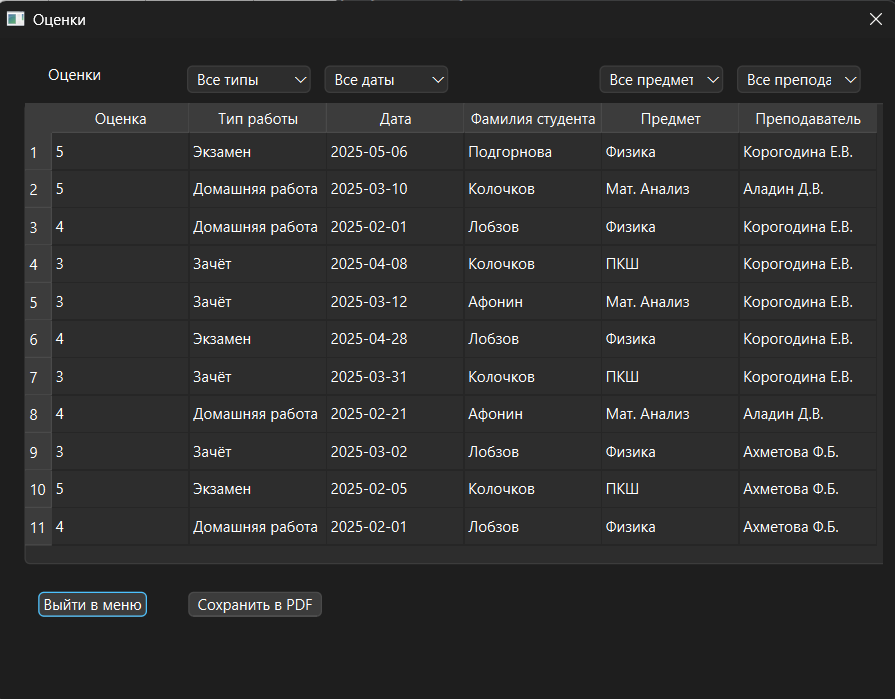 Оценки
Оценки Все типы Все даты Все предмет Все препода
Оценка Тип работы Дата Фамилия студента Предмет Преподаватель
1 5 Экзамен 2025-05-06 Подгорнова Физика Корогодина Е.В.
2 5 Домашняя работа 2025-03-10 Колочков Мат. Анализ Аладин Д.В.
3 4 Домашняя работа 2025-02-01 Лобзов Физика Корогодина Е.В.
4 3 Зачёт 2025-04-08 Колочков ПКШ Корогодина Е.В.
5 3 Зачёт 2025-03-12 Афонин Мат. Анализ Корогодина Е.В.
6 4 Экзамен 2025-04-28 Лобзов Физика Корогодина Е.В.
7 3 Зачёт 2025-03-31 Колочков ПКШ Корогодина Е.В.
8 4 Домашняя работа 2025-02-21 Афонин Мат. Анализ Аладин Д.В.
9 3 Зачёт 2025-03-02 Лобзов Физика Ахметова Ф.Б.
10 5 Экзамен 2025-02-05 Колочков ПКШ Ахметова Ф.Б.
11 4 Домашняя работа 2025-02-01 Лобзов Физика Ахметова Ф.Б.
Выйти в меню Сохранить в PDF